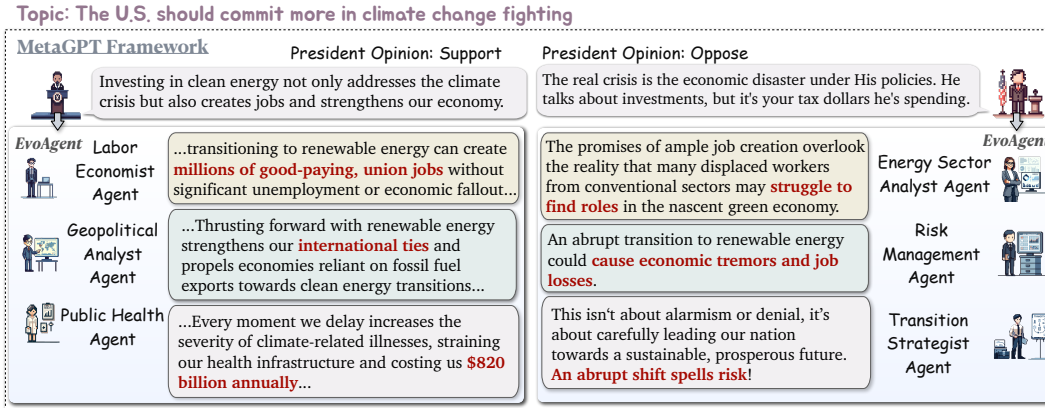 Topic: The U.S. should commit more in climate change fighting
MetaGPT Framework
President Opinion: Support
Investing in clean energy not only addresses the climate
crisis but also creates jobs and strengthens our economy.
EvoAgent
Labor
Economist
Agent
...transitioning to renewable energy can create
millions of good-paying, union jobs without
significant unemployment or economic fallout...
Geopolitical
Analyst
Agent
...Thrusting forward with renewable energy
strengthens our international ties and
propels economies reliant on fossil fuel
exports towards clean energy transitions...
Public Health
Agent
...Every moment we delay increases the
severity of climate-related illnesses, straining
our health infrastructure and costing us $820
billion annually...
President Opinion: Oppose
The real crisis is the economic disaster under His policies. He
talks about investments, but it's your tax dollars he's spending.
EvoAgent
The promises of ample job creation overlook
the reality that many displaced workers
from conventional sectors may struggle to
find roles in the nascent green economy.
Energy Sector
Analyst Agent
An abrupt transition to renewable energy
could cause economic tremors and job
losses.
Risk
Management
Agent
This isn't about alarmism or denial, it's
about carefully leading our nation
towards a sustainable, prosperous future.
An abrupt shift spells risk!
Transition
Strategist
Agent